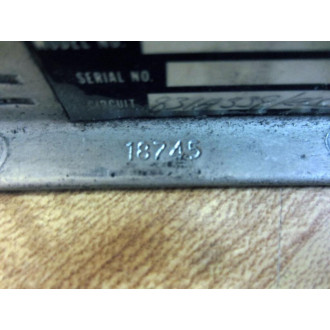 MODEL NO.
SERIAL NO.
CIRCUIT
18745